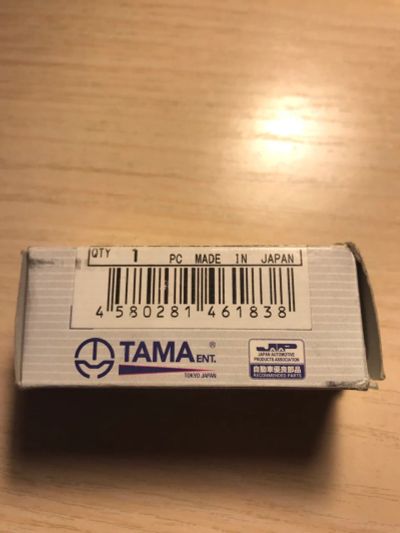 QTY 1 PC MADE IN JAPAN
4 580281 461838
TAMA ENT. ®
TOKYO JAPAN
JAPA
JAPAN AUTOMOTIVE
PRODUCTS ASSOCIATION
自動車優良部品
RECOMMENDED PARTS